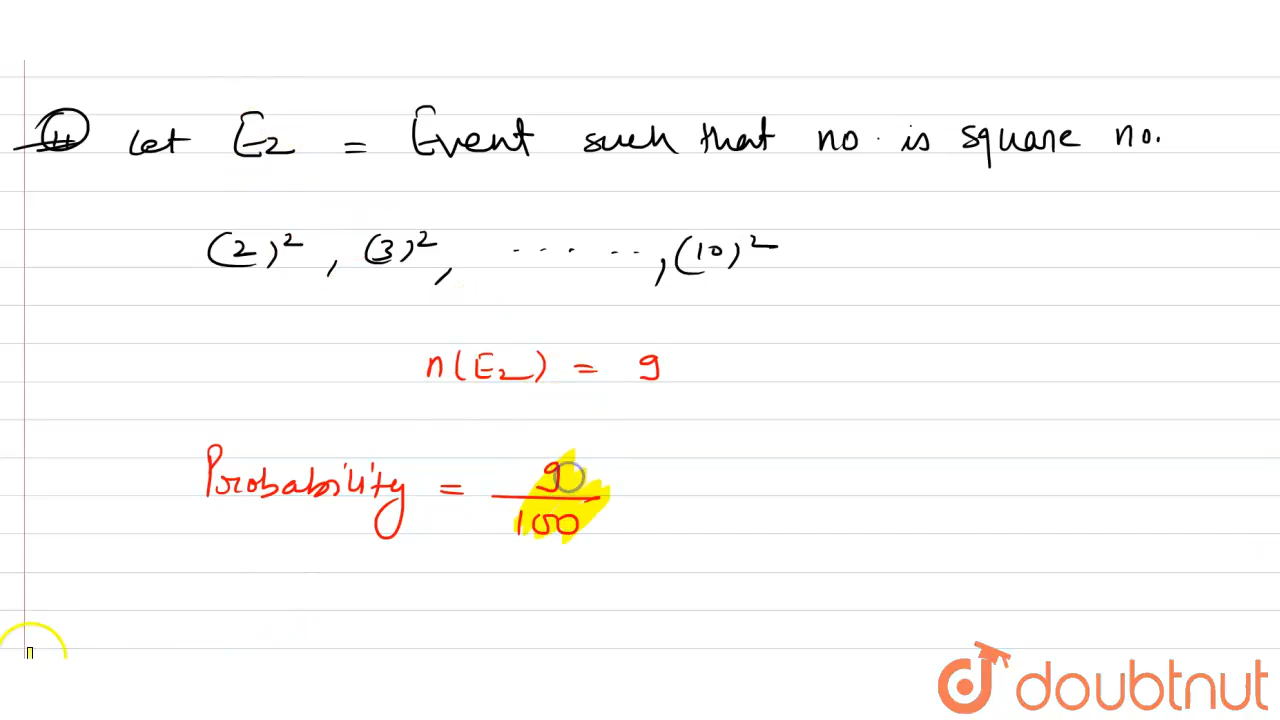 (ii) Let E2 = Event such that no. is square no.
(2)², (3)², ......, (10)²
n(E2) = 9
Probability = 9/100
doubtnut